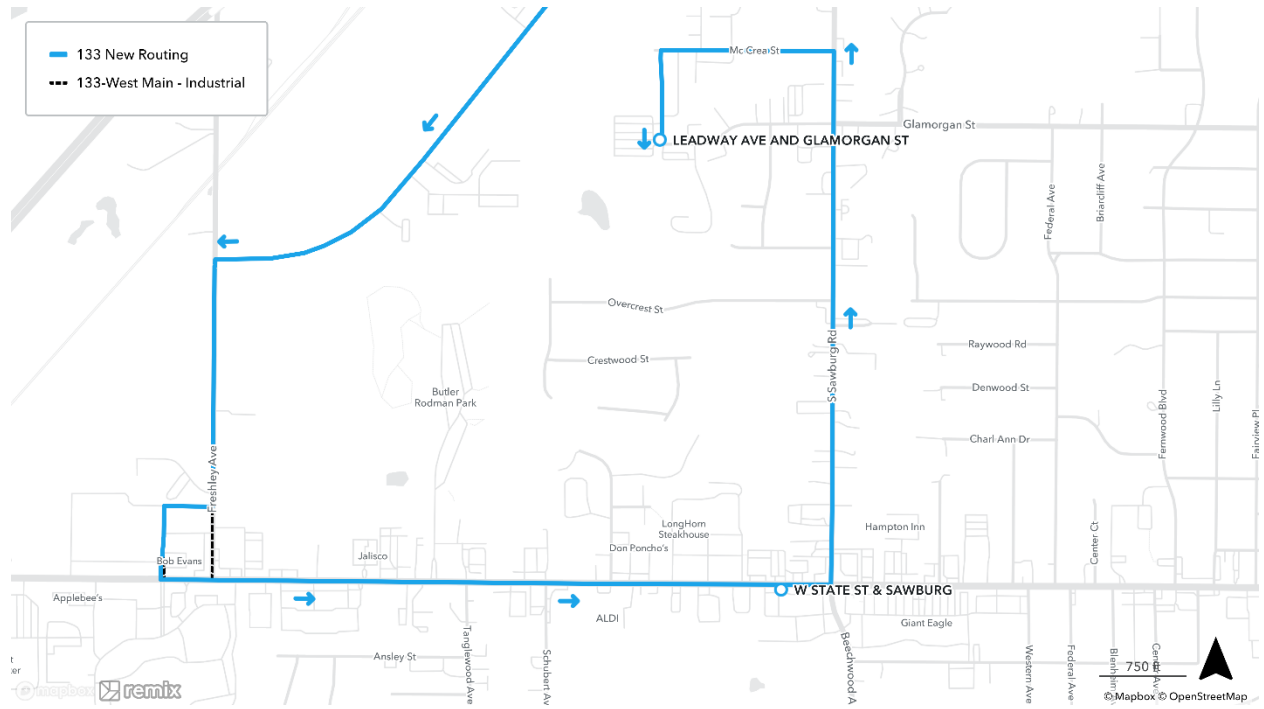 133 New Routing
133-West Main - Industrial
Mc Crea St
Glamorgan St
LEADWAY AVE AND GLAMORGAN ST
Federal Ave
Briarcliff Ave
Overcrest St
S Sawburg Rd
Raywood Rd
Crestwood St
Denwood St
Lilly Ln
Butler
Rodman Park
Fernwood Blvd
Fairview Pl
Charl Ann Dr
Freshley Ave
LongHorn
Steakhouse
Hampton Inn
Center Ct
Don Poncho's
Jalisco
Bob Evans
W STATE ST & SAWBURG
Applebee's
ALDI
Giant Eagle
Tanglewood Ave
Schubert Av
Beechwood A
Ansley St
Western Ave
Federal Ave
Blenheim
750 ft
mapbox
remix
© Mapbox © OpenStreetMap